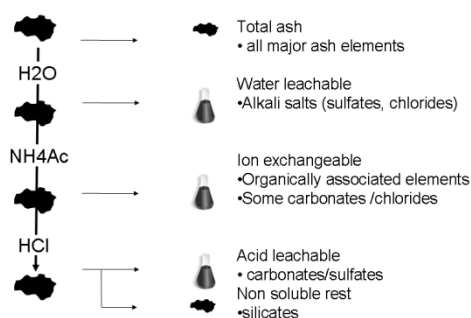 Total ash
• all major ash elements
H2O
Water leachable
•Alkali salts (sulfates, chlorides)
NH4Ac
Ion exchangeable
•Organically associated elements
•Some carbonates /chlorides
HCl
Acid leachable
• carbonates/sulfates
Non soluble rest
•silicates